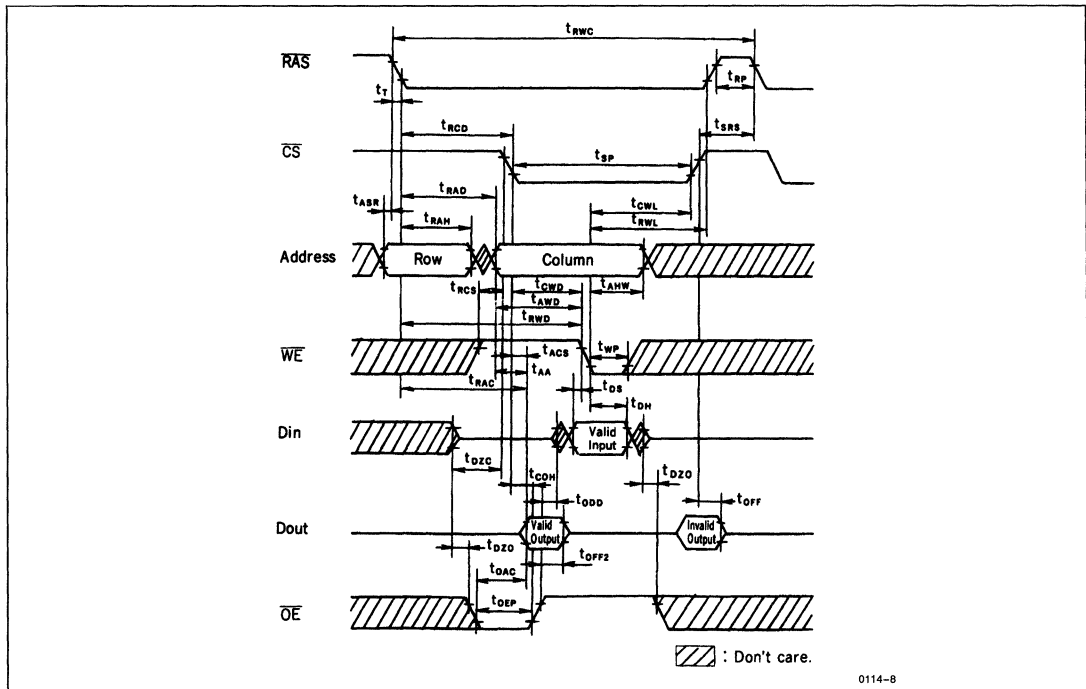 tRWC
RAS
tRP
tT
tRCD
tSRS
CS
tSP
tRAD
tCWL
tASR
tRAH
tRWL
Address
Row
Column
tRCS
tCWD
tAHW
tAWD
tRWD
WE
tACS
tWP
tAA
tRAC
tDS
tDH
Din
Valid
Input
tDZC
tCOH
tDZO
tODD
tOFF
Dout
Valid
Output
Invalid
Output
tDZO
tOFF2
tOAC
tOEP
OE
: Don't care.
0114-8